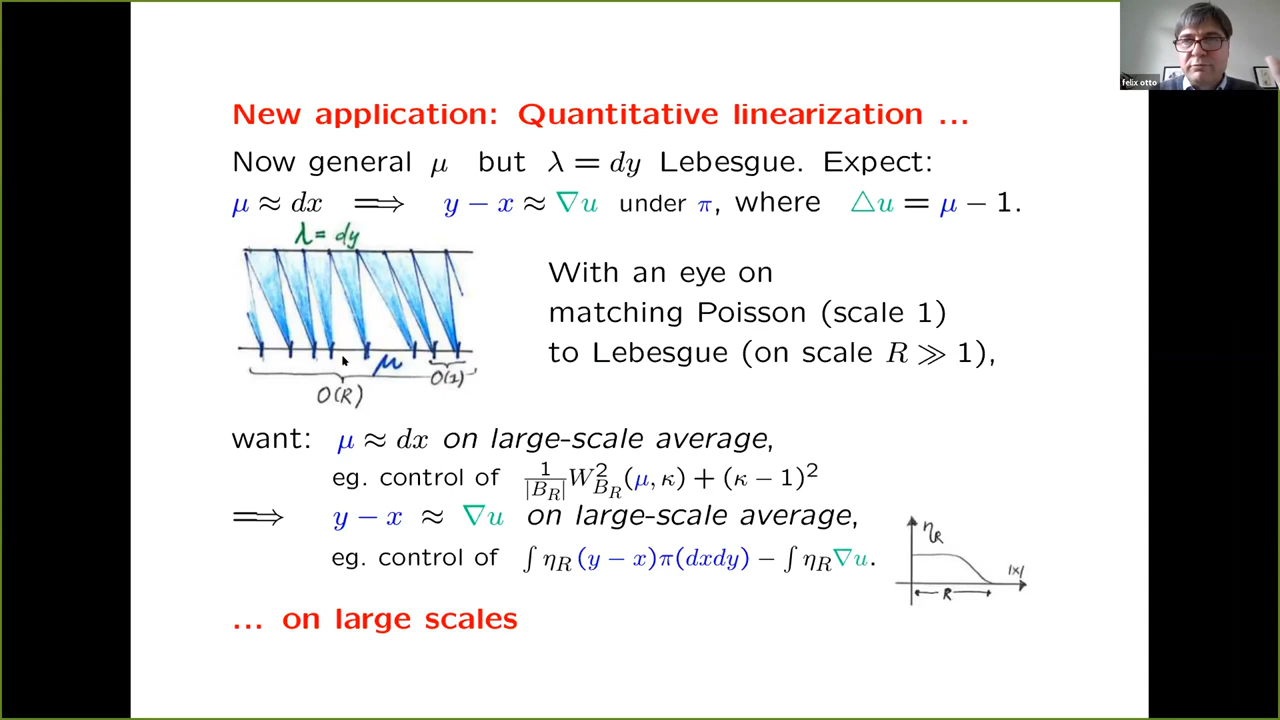 felix otto
New application: Quantitative linearization ...
Now general μ but λ = dy Lebesgue. Expect:
μ ≈ dx ⟹ y − x ≈ ∇u under π, where △u = μ − 1.
λ = dy
μ
O(1)
O(R)
With an eye on
matching Poisson (scale 1)
to Lebesgue (on scale R ≫ 1),
want: μ ≈ dx on large-scale average,
eg. control of 1/|B_R| W²_{B_R}(μ, κ) + (κ − 1)²
⟹ y − x ≈ ∇u on large-scale average,
eg. control of ∫ η_R (y − x)π(dxdy) − ∫ η_R∇u.
η_R
|x|
R
... on large scales